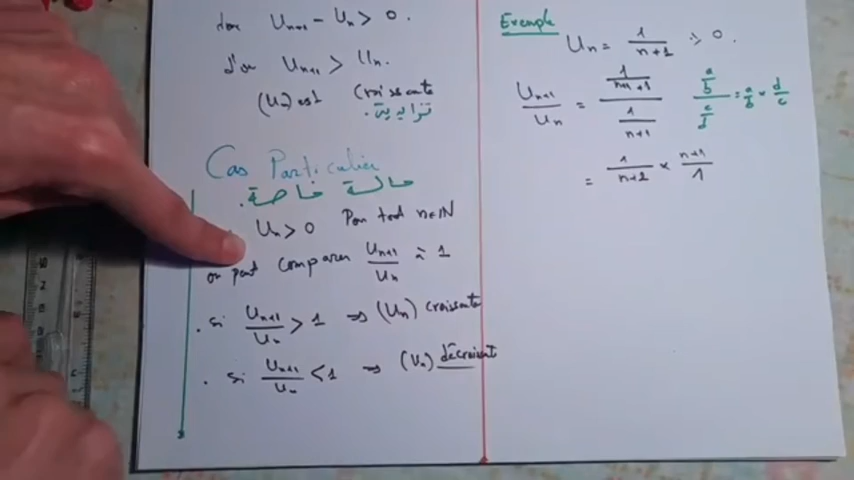 donc Uₙ₊₁ - Uₙ > 0.
d'où Uₙ₊₁ > Uₙ.
(Uₙ) est Croissante
تزايدية.
Cas Particulier
حالة خاصة.
Uₙ > 0 Pour tout n∈ℕ
on peut comparer Uₙ₊₁/Uₙ à 1
. si Uₙ₊₁/Uₙ > 1 ⇒ (Uₙ) croissante
. si Uₙ₊₁/Uₙ < 1 ⇒ (Uₙ) décroissant
Exemple
Uₙ = 1/(n+1) > 0.
Uₙ₊₁/Uₙ = (1/(n+1+1))/(1/(n+1)) (a/b)/(c/d) = a/b × d/c
= 1/(n+2) × (n+1)/1